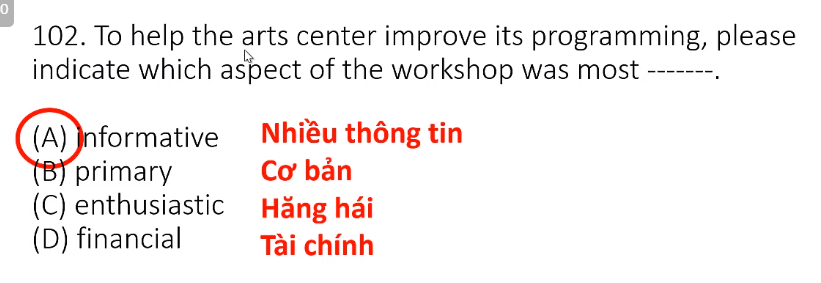 0
102. To help the arts center improve its programming, please
indicate which aspect of the workshop was most -------.
(A) informative Nhiều thông tin
(B) primary Cơ bản
(C) enthusiastic Hăng hái
(D) financial Tài chính